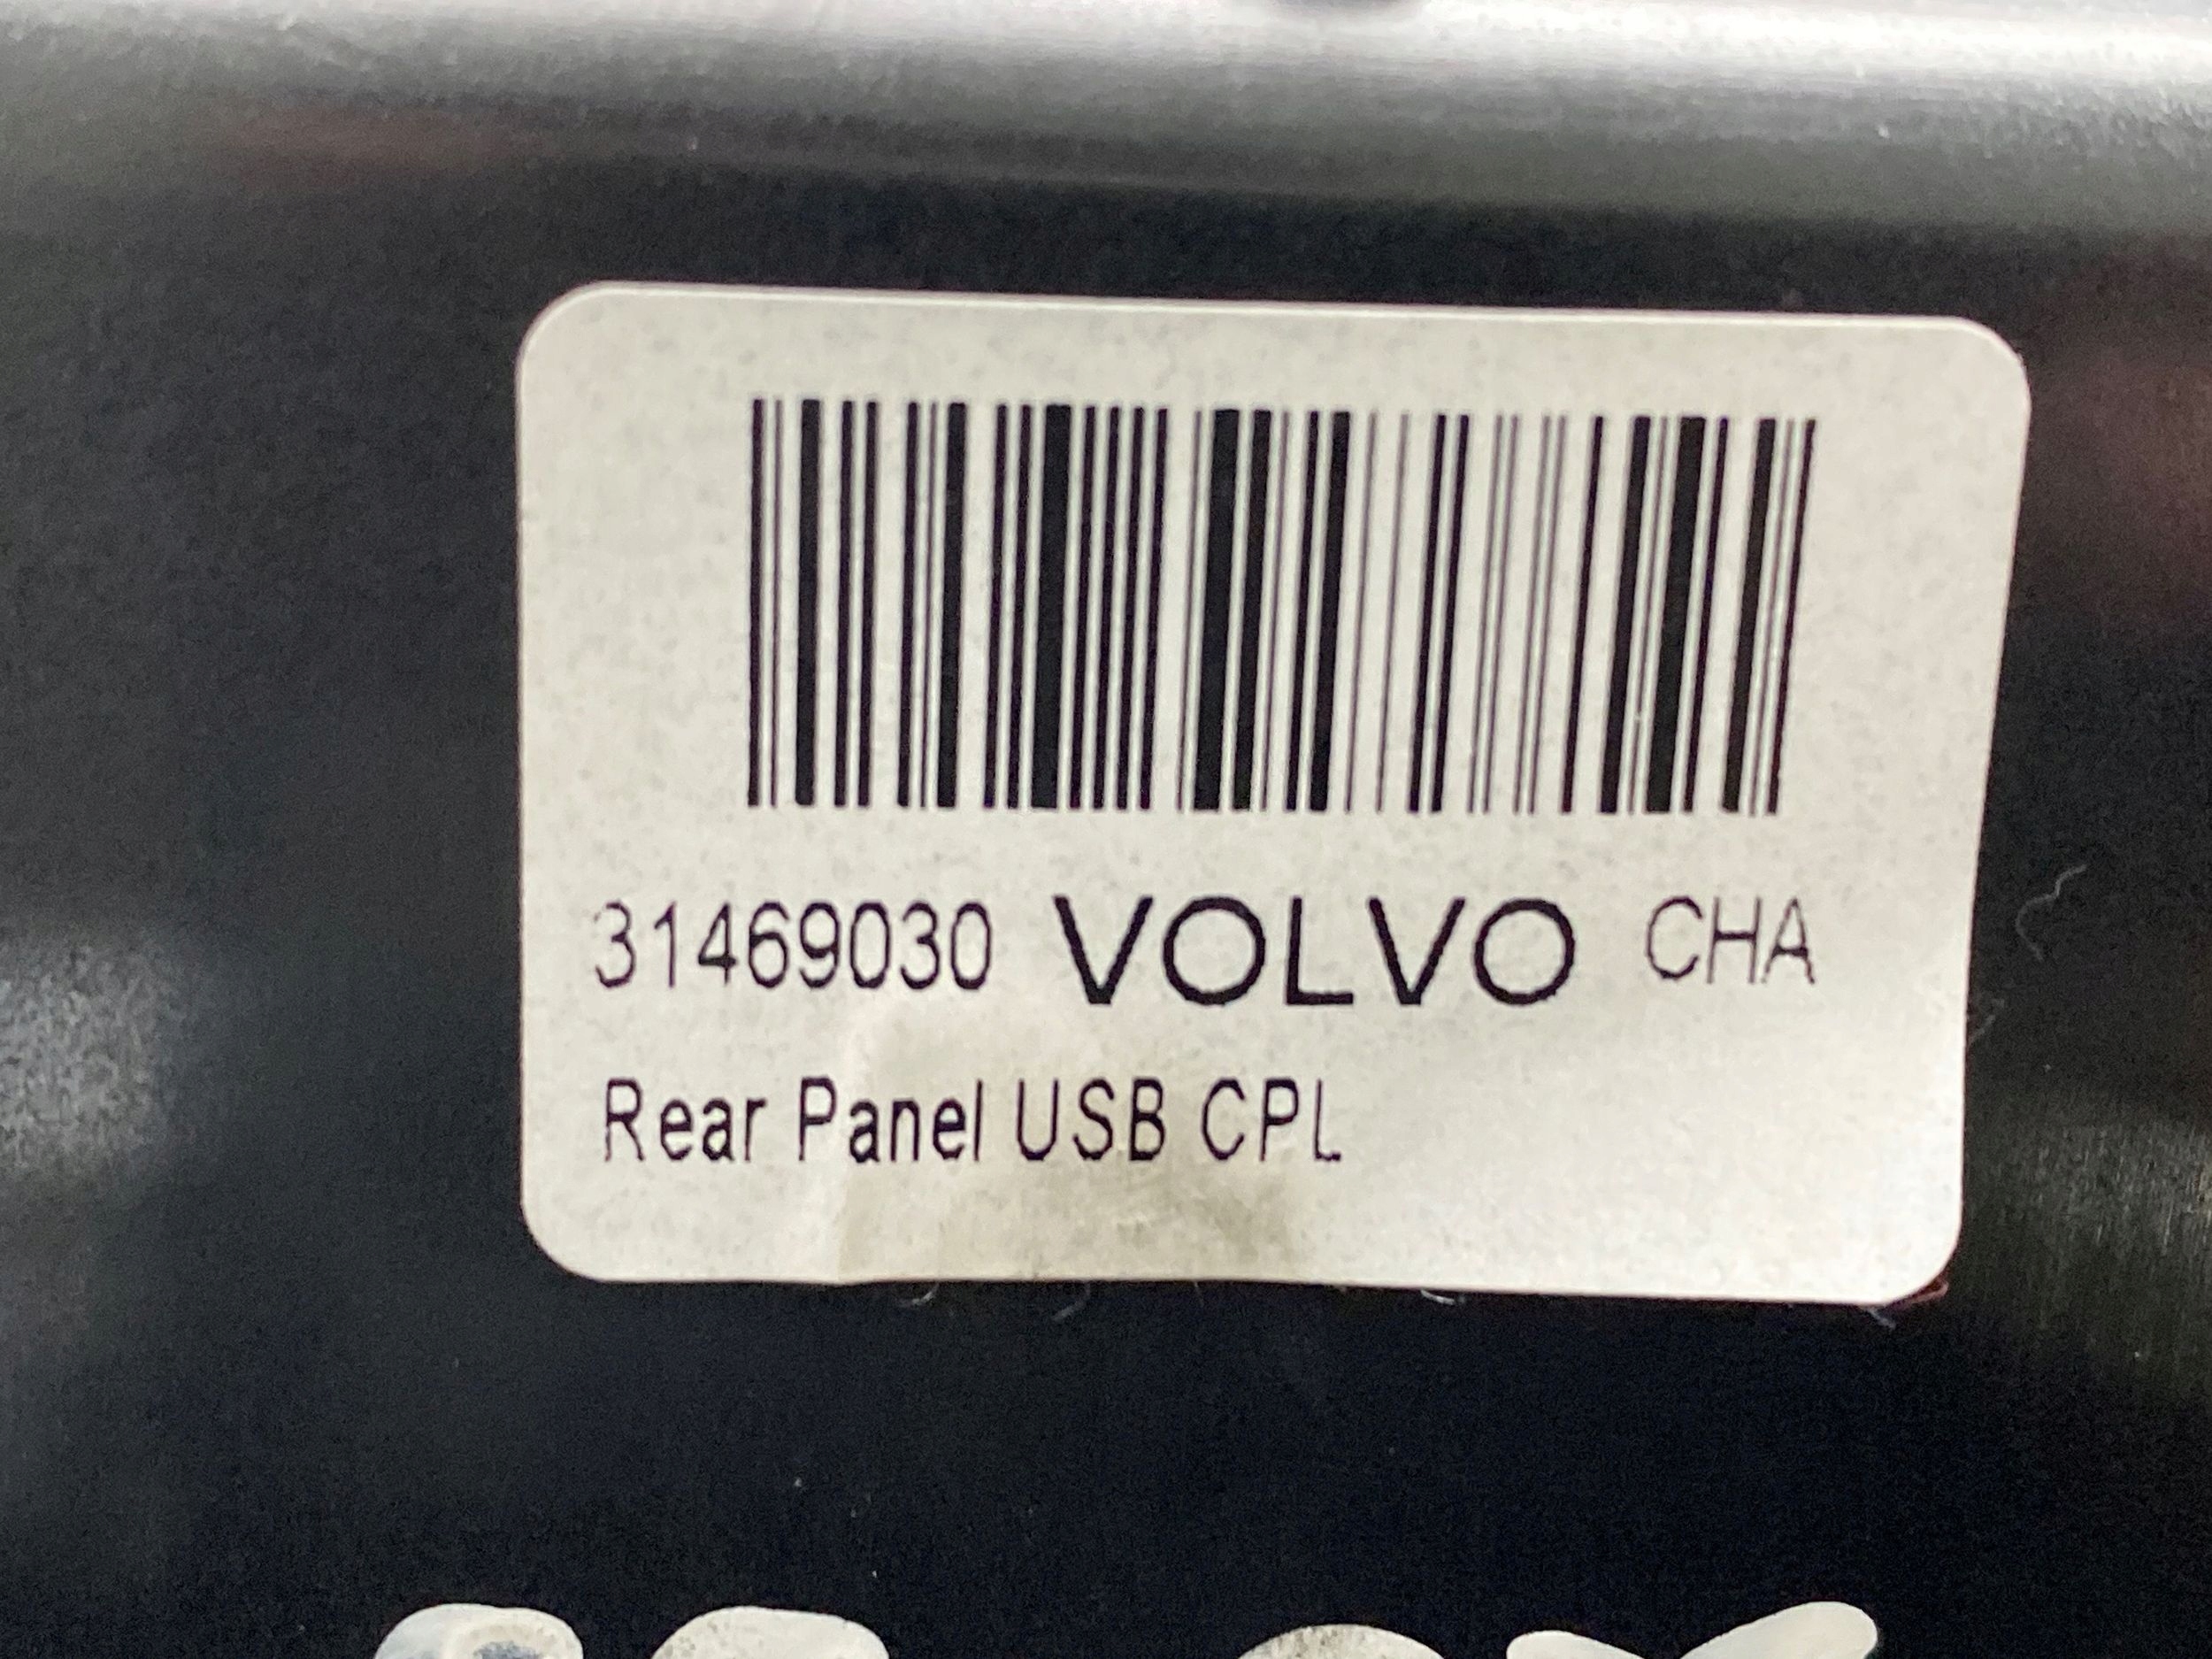 31469030 VOLVO CHA
Rear Panel USB CPL